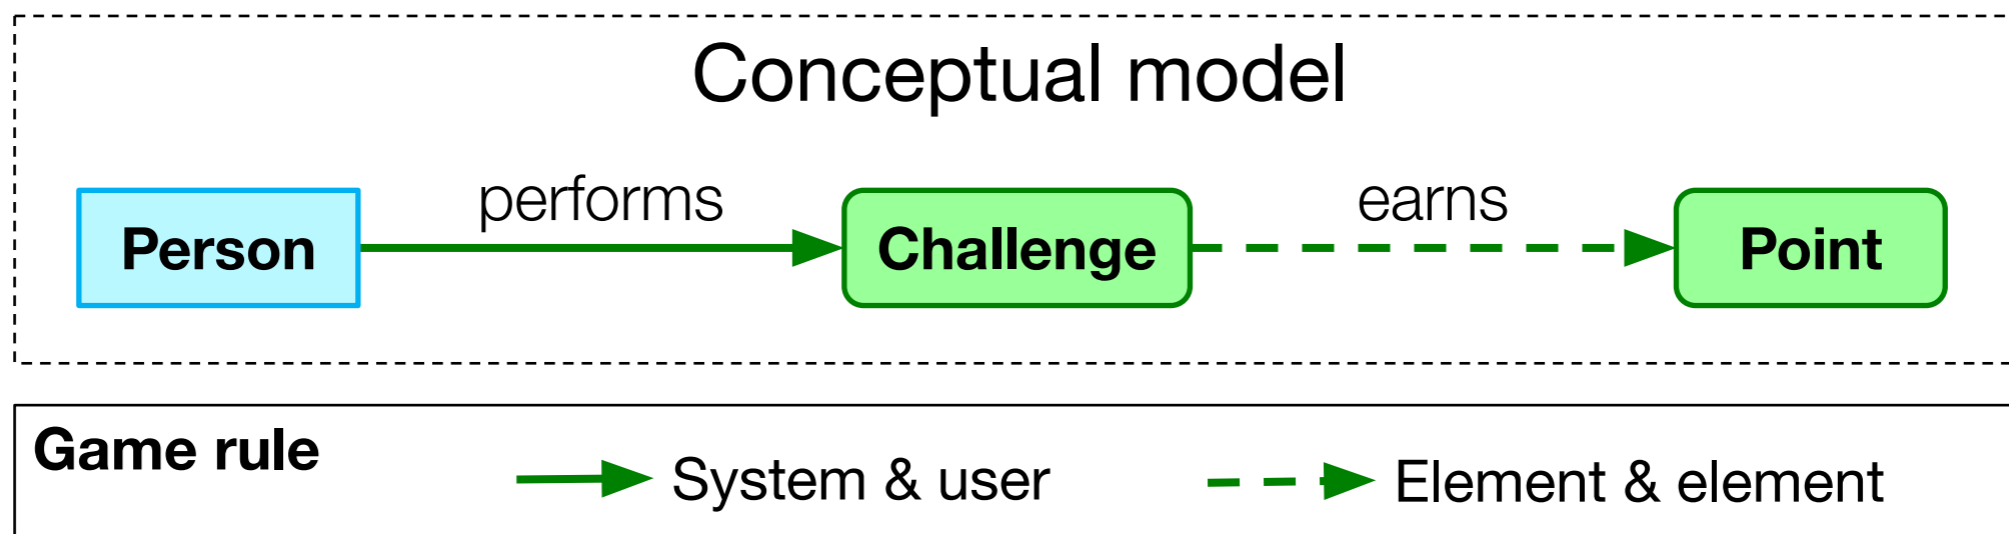 Conceptual model
performs
earns
Person
Challenge
Point
Game rule
System & user
Element & element